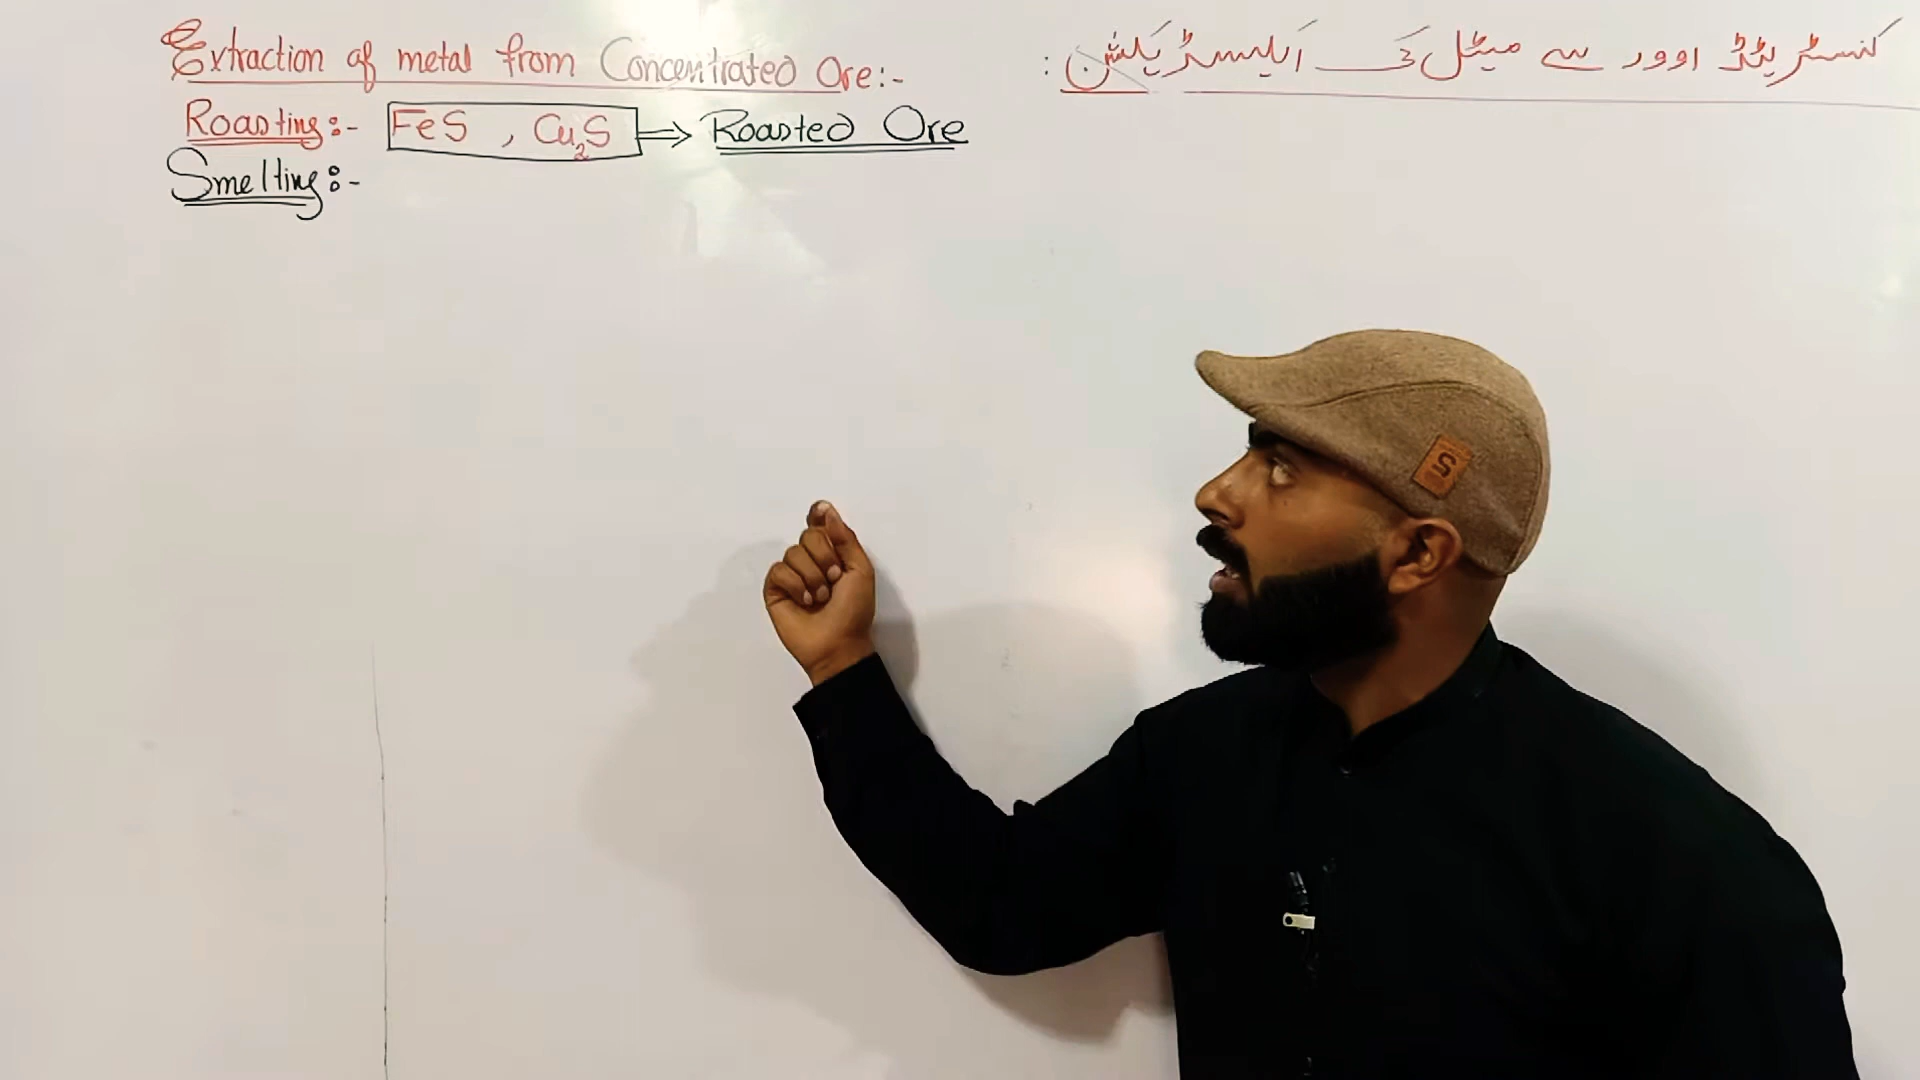 Extraction of metal from Concentrated Ore:-
کنسنٹریٹڈ اوور سے میٹل کی ایکسٹریکشن :
Roasting:- FeS , Cu₂S ⇒ Roasted Ore
Smelting:-
S